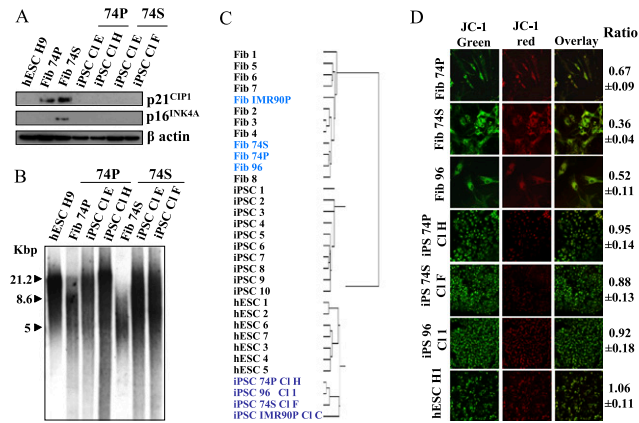 A
74P
74S
hESC H9
Fib 74P
Fib 74S
iPSC Cl E
iPSC Cl H
iPSC Cl E
iPSC Cl F
p21CIP1
p16INK4A
β actin
B
74P
74S
hESC H9
Fib 74P
iPSC Cl E
iPSC Cl H
Fib 74S
iPSC Cl E
iPSC Cl F
Kbp
21.2
8.6
5
C
Fib 1
Fib 5
Fib 6
Fib 7
Fib IMR90P
Fib 2
Fib 3
Fib 4
Fib 74S
Fib 74P
Fib 96
Fib 8
iPSC 1
iPSC 2
iPSC 3
iPSC 4
iPSC 5
iPSC 6
iPSC 7
iPSC 8
iPSC 9
iPSC 10
hESC 1
hESC 2
hESC 6
hESC 7
hESC 3
hESC 4
hESC 5
iPSC 74P Cl H
iPSC 96 Cl 1
iPSC 74S Cl F
iPSC IMR90P Cl C
D
JC-1 Green
JC-1 red
Overlay
Ratio
Fib 74P
0.67
±0.09
Fib 74S
0.36
±0.04
Fib 96
0.52
±0.11
iPS 74P
Cl H
0.95
±0.14
iPS 74S
Cl F
0.88
±0.13
iPS 96
Cl 1
0.92
±0.18
hESC H1
1.06
±0.11